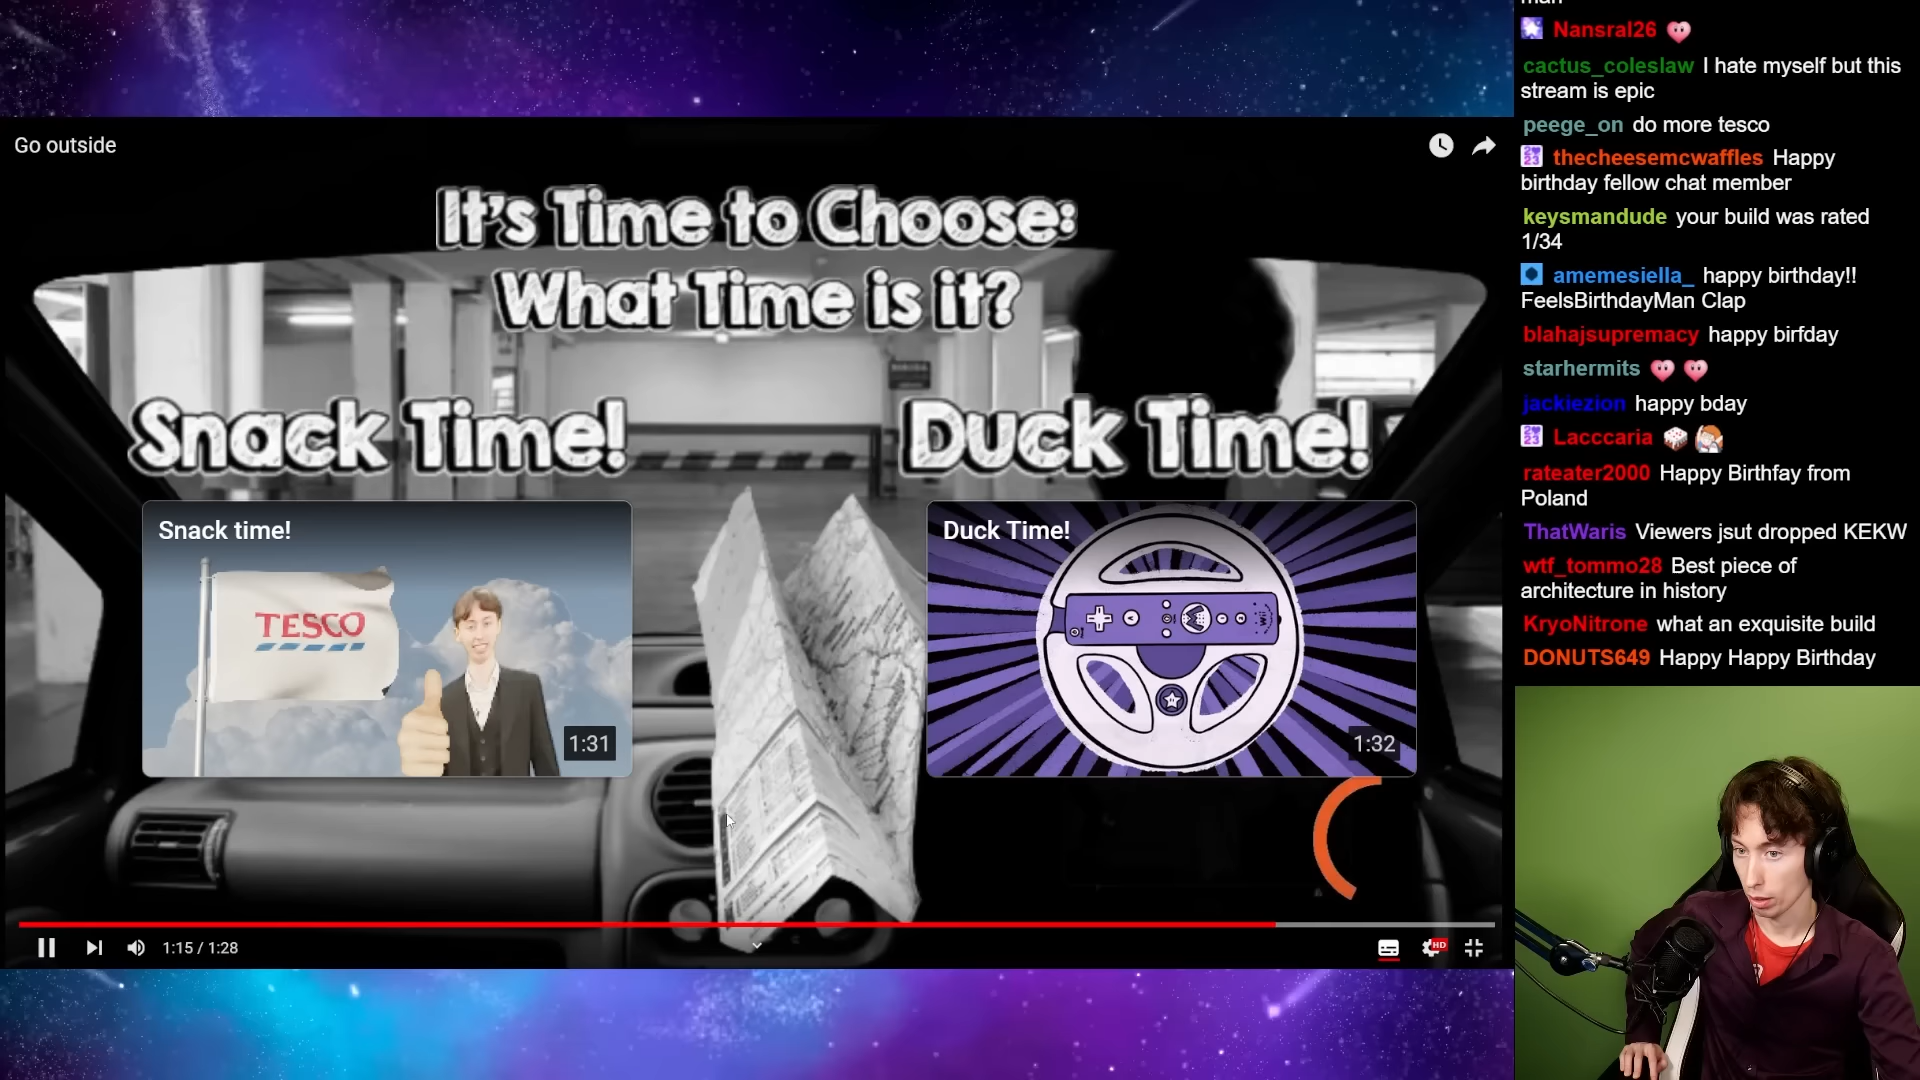 Go outside
It's Time to Choose:
What Time is it?
Snack Time!
Duck Time!
Snack time!
TESCO
1:31
Duck Time!
1:32
1:15 / 1:28
HD
Nansral26
cactus_coleslaw I hate myself but this
stream is epic
peege_on do more tesco
thecheesemcwaffles Happy
birthday fellow chat member
keysmandude your build was rated
1/34
amemesiella_ happy birthday!!
FeelsBirthdayMan Clap
blahajsupremacy happy birfday
starhermits
jackiezion happy bday
Lacccaria
rateater2000 Happy Birthfay from
Poland
ThatWaris Viewers jsut dropped KEKW
wtf_tommo28 Best piece of
architecture in history
KryoNitrone what an exquisite build
DONUTS649 Happy Happy Birthday